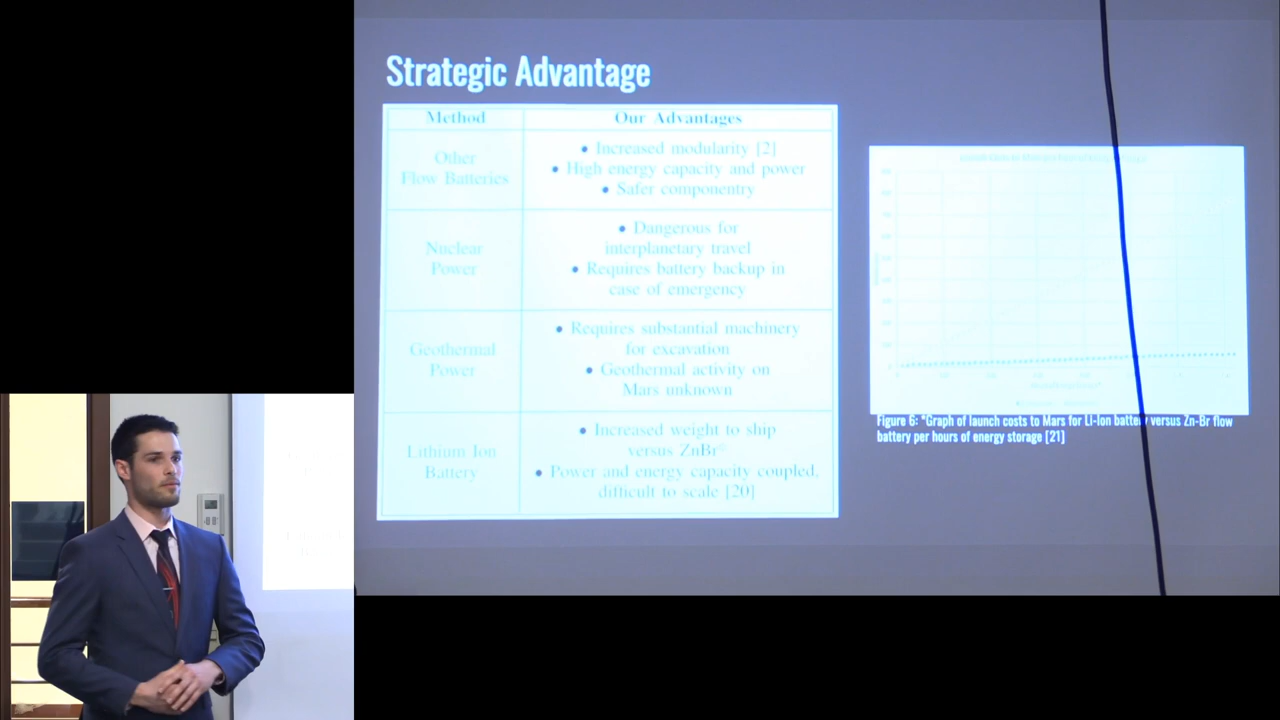 Strategic Advantage
Method
Our Advantages
Other
Flow Batteries
• Increased modularity [2]
• High energy capacity and power
• Safer componentry
Nuclear
Power
• Dangerous for
interplanetary travel
• Requires battery backup in
case of emergency
Geothermal
Power
• Requires substantial machinery
for excavation
• Geothermal activity on
Mars unknown
Lithium Ion
Battery
• Increased weight to ship
versus ZnBr
• Power and energy capacity coupled,
difficult to scale [20]
Figure 6: *Graph of launch costs to Mars for Li-Ion battery versus Zn-Br flow
battery per hours of energy storage [21]